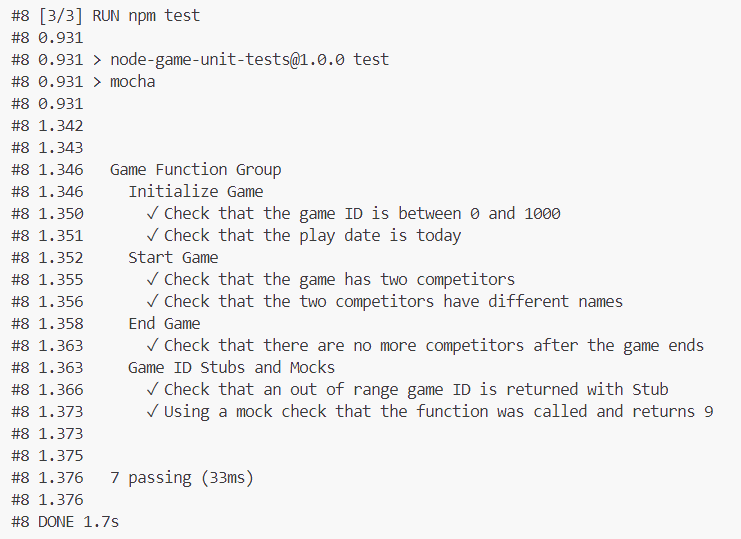 #8 [3/3] RUN npm test
#8 0.931
#8 0.931 > node-game-unit-tests@1.0.0 test
#8 0.931 > mocha
#8 0.931
#8 1.342
#8 1.343
#8 1.346   Game Function Group
#8 1.346     Initialize Game
#8 1.350       ✓ Check that the game ID is between 0 and 1000
#8 1.351       ✓ Check that the play date is today
#8 1.352     Start Game
#8 1.355       ✓ Check that the game has two competitors
#8 1.356       ✓ Check that the two competitors have different names
#8 1.358     End Game
#8 1.363       ✓ Check that there are no more competitors after the game ends
#8 1.363     Game ID Stubs and Mocks
#8 1.366       ✓ Check that an out of range game ID is returned with Stub
#8 1.373       ✓ Using a mock check that the function was called and returns 9
#8 1.373
#8 1.375
#8 1.376   7 passing (33ms)
#8 1.376
#8 DONE 1.7s